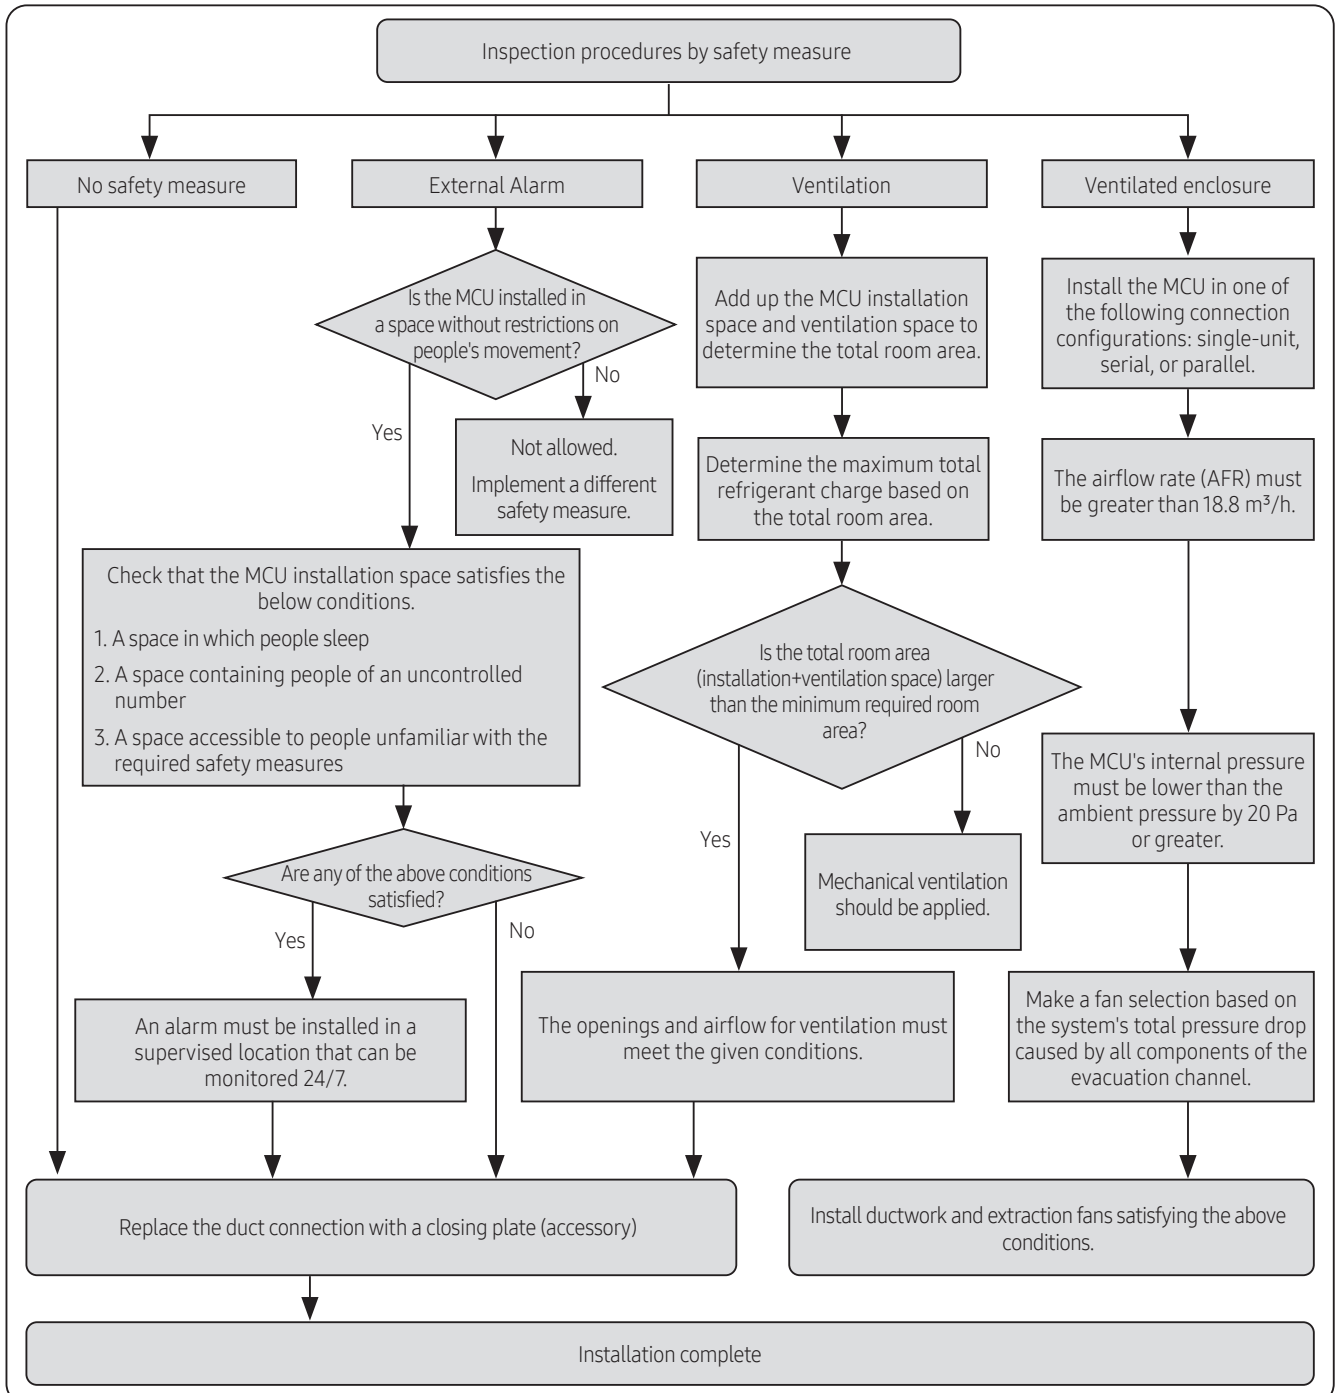 Inspection procedures by safety measure
No safety measure
External Alarm
Ventilation
Ventilated enclosure
Is the MCU installed in
a space without restrictions on
people's movement?
No
Yes
Not allowed.
Implement a different
safety measure.
Check that the MCU installation space satisfies the
below conditions.
1. A space in which people sleep
2. A space containing people of an uncontrolled
number
3. A space accessible to people unfamiliar with the
required safety measures
Are any of the above conditions
satisfied?
Yes
No
An alarm must be installed in a
supervised location that can be
monitored 24/7.
Add up the MCU installation
space and ventilation space to
determine the total room area.
Determine the maximum total
refrigerant charge based on
the total room area.
Is the total room area
(installation+ventilation space) larger
than the minimum required room
area?
No
Yes
Mechanical ventilation
should be applied.
The openings and airflow for ventilation must
meet the given conditions.
Install the MCU in one of
the following connection
configurations: single-unit,
serial, or parallel.
The airflow rate (AFR) must
be greater than 18.8 m³/h.
The MCU's internal pressure
must be lower than the
ambient pressure by 20 Pa
or greater.
Make a fan selection based on
the system's total pressure drop
caused by all components of the
evacuation channel.
Replace the duct connection with a closing plate (accessory)
Install ductwork and extraction fans satisfying the above
conditions.
Installation complete